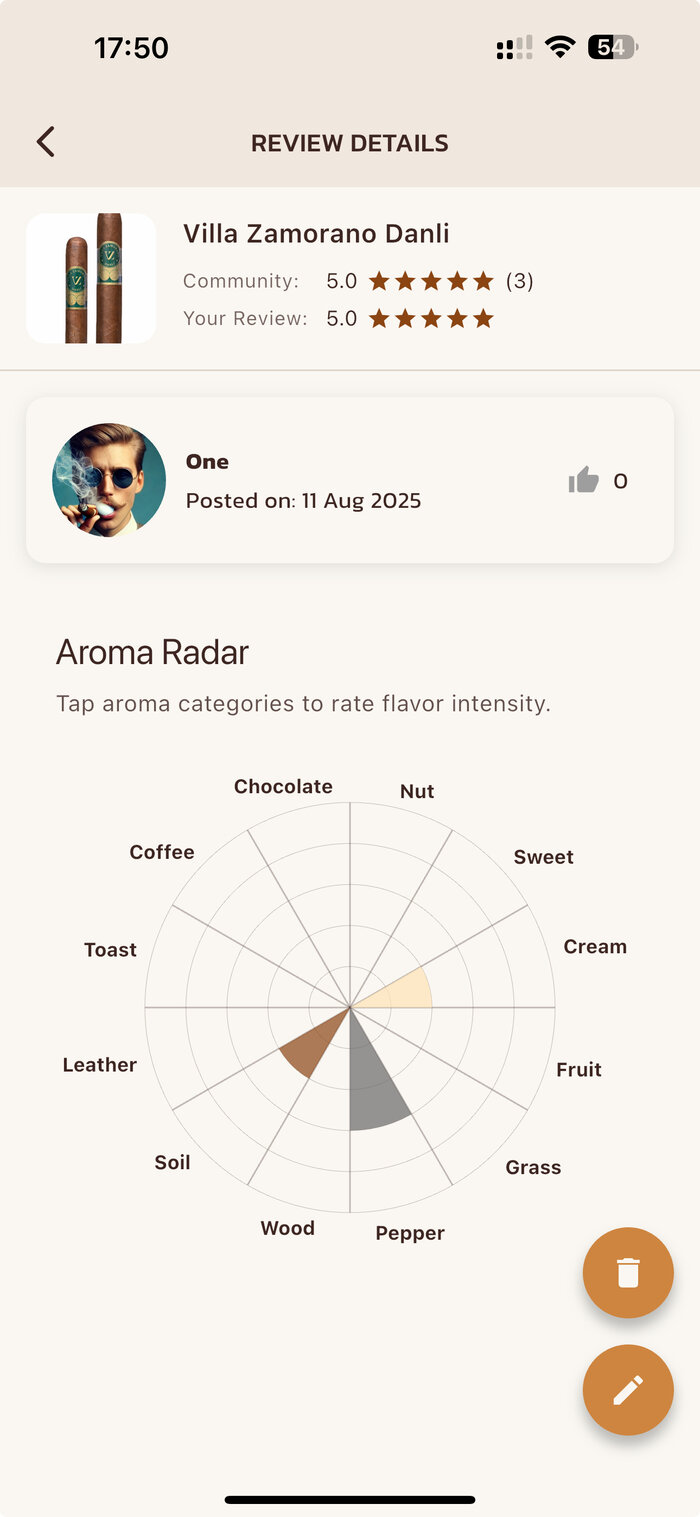 17:50
54
REVIEW DETAILS
Villa Zamorano Danli
Community: 5.0 (3)
Your Review: 5.0
One
Posted on: 11 Aug 2025
0
Aroma Radar
Tap aroma categories to rate flavor intensity.
Chocolate
Nut
Coffee
Sweet
Toast
Cream
Leather
Fruit
Soil
Grass
Wood
Pepper